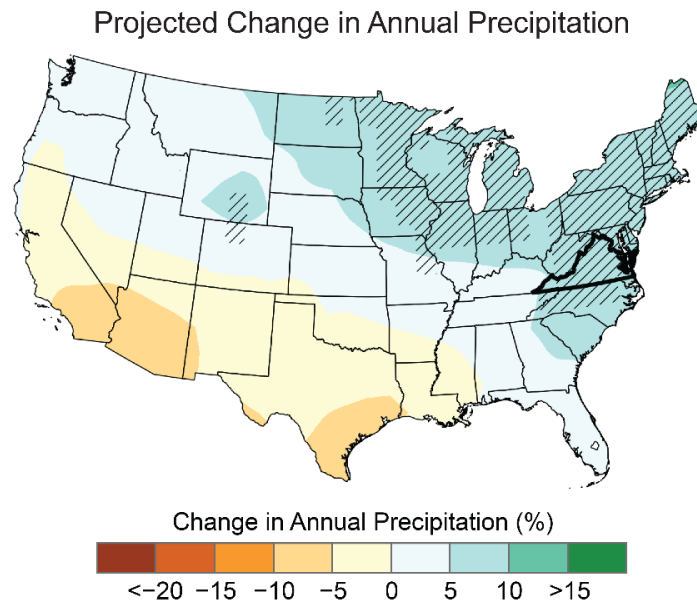 Projected Change in Annual Precipitation
Change in Annual Precipitation (%)
<−20 −15 −10 −5 0 5 10 >15